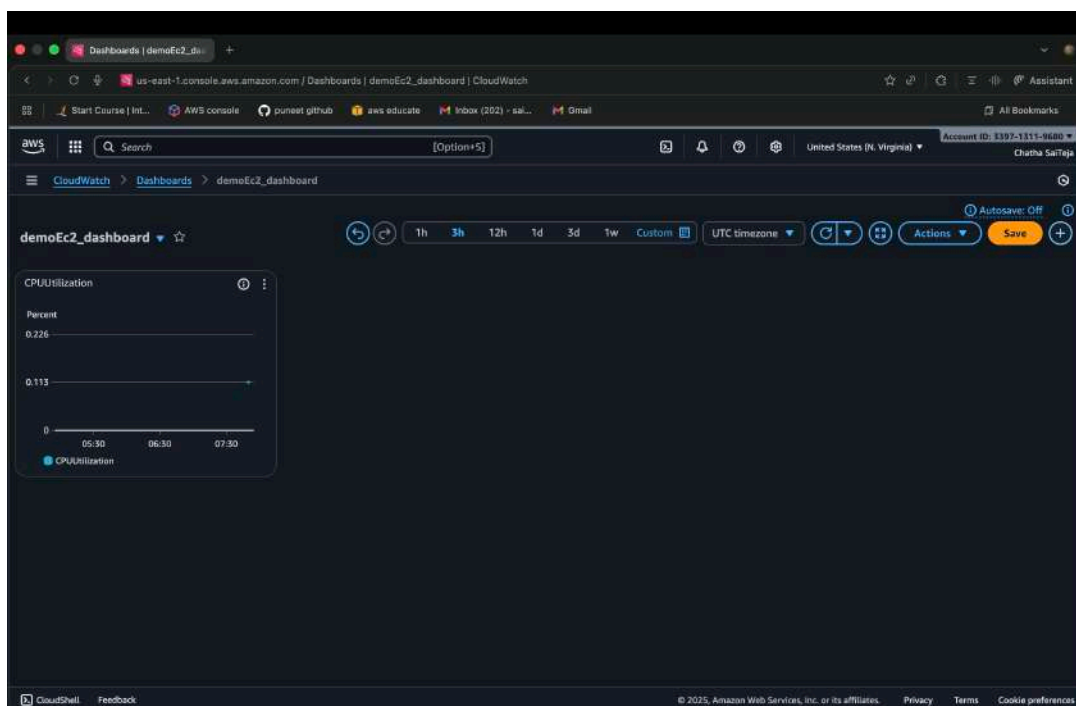 Dashboards | demoEc2_das
us-east-1.console.aws.amazon.com / Dashboards | demoEc2_dashboard | CloudWatch
Assistant
Start Course | Int...
AWS console
puneet github
aws educate
Inbox (202) - sai...
Gmail
All Bookmarks
aws
Search
[Option+S]
United States (N. Virginia)
Account ID: 3397-1311-9680
Chatha SaiTeja
CloudWatch > Dashboards > demoEc2_dashboard
Autosave: Off
demoEc2_dashboard
1h 3h 12h 1d 3d 1w Custom
UTC timezone
Actions
Save
CPUUtilization
Percent
0.226
0.113
0
05:30 06:30 07:30
CPUUtilization
CloudShell Feedback
© 2025, Amazon Web Services, Inc. or its affiliates. Privacy Terms Cookie preferences